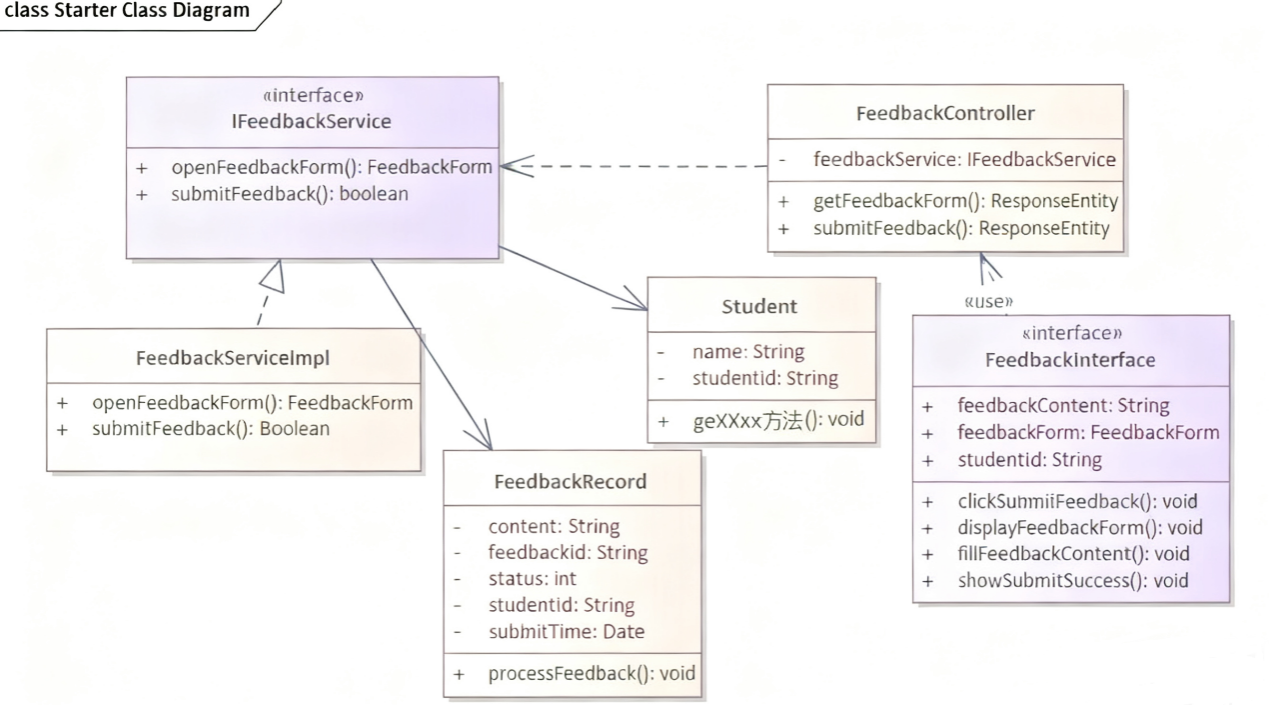 class Starter Class Diagram
«interface»
IFeedbackService
+ openFeedbackForm(): FeedbackForm
+ submitFeedback(): boolean
FeedbackController
- feedbackService: IFeedbackService
+ getFeedbackForm(): ResponseEntity
+ submitFeedback(): ResponseEntity
«use»
FeedbackServiceImpl
+ openFeedbackForm(): FeedbackForm
+ submitFeedback(): Boolean
Student
- name: String
- studentid: String
+ geXXxx方法(): void
«interface»
FeedbackInterface
+ feedbackContent: String
+ feedbackForm: FeedbackForm
+ studentid: String
+ clickSunmiiFeedback(): void
+ displayFeedbackForm(): void
+ fillFeedbackContent(): void
+ showSubmitSuccess(): void
FeedbackRecord
- content: String
- feedbackid: String
- status: int
- studentid: String
- submitTime: Date
+ processFeedback(): void